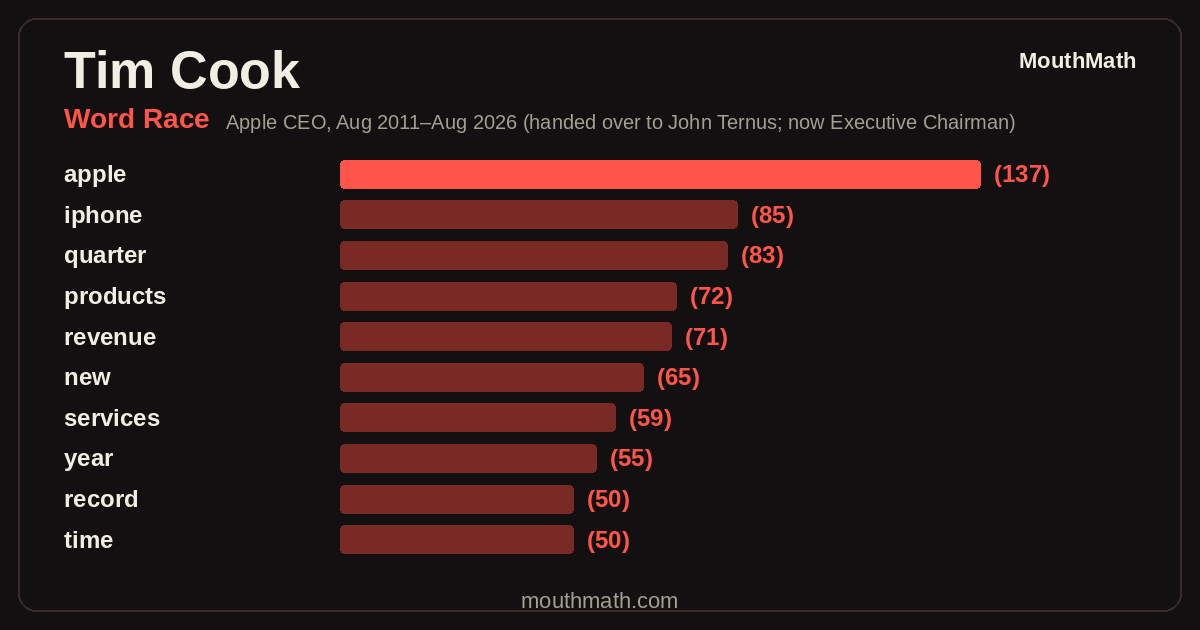 Tim Cook
MouthMath
Word Race Apple CEO, Aug 2011–Aug 2026 (handed over to John Ternus; now Executive Chairman)
apple (137)
iphone (85)
quarter (83)
products (72)
revenue (71)
new (65)
services (59)
year (55)
record (50)
time (50)
mouthmath.com